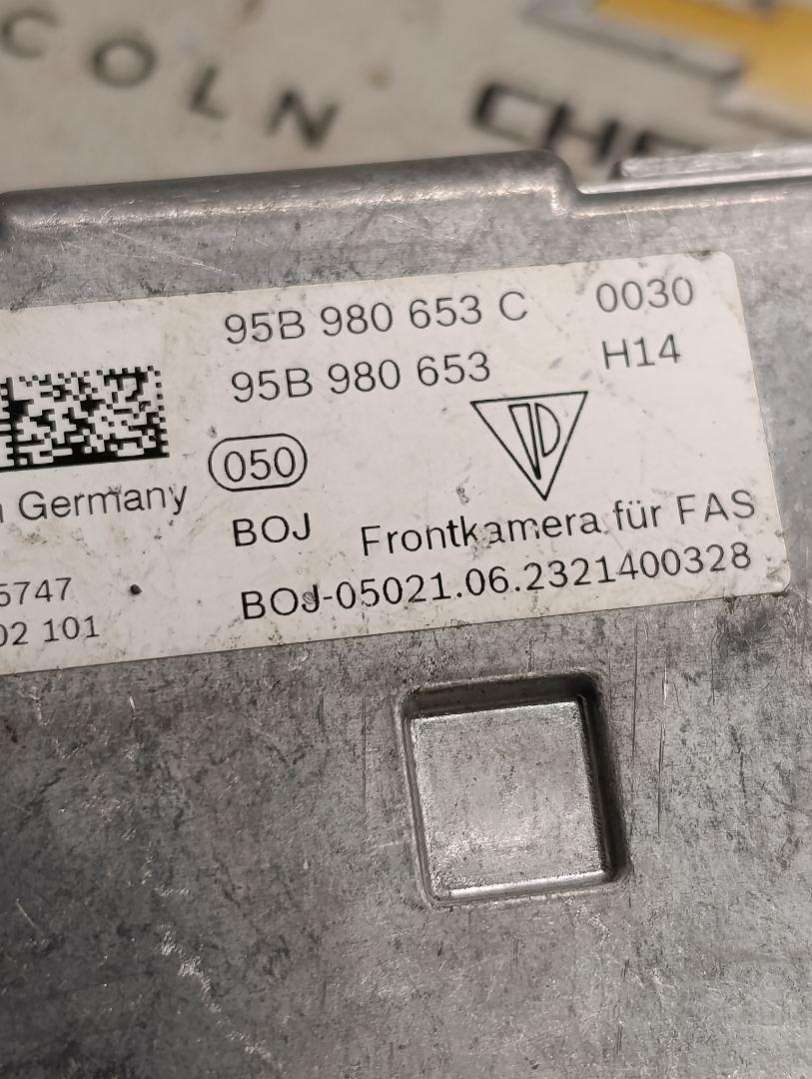 COLN
CHE
95B 980 653 C 0030
95B 980 653 H14
050
Germany
BOJ
Frontkamera für FAS
5747
BOJ-05021.06.2321400328
02 101